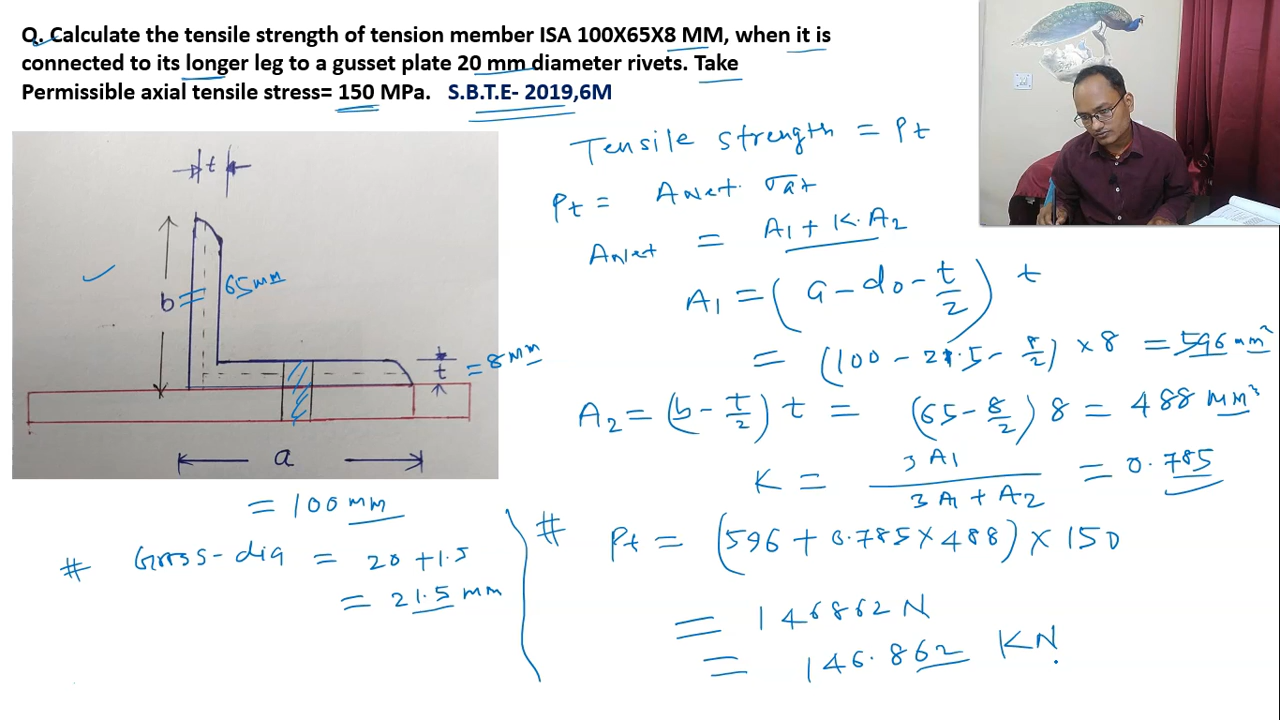 Q. Calculate the tensile strength of tension member ISA 100X65X8 MM, when it is
connected to its longer leg to a gusset plate 20 mm diameter rivets. Take
Permissible axial tensile stress= 150 MPa. S.B.T.E- 2019,6M
t
b = 65mm
t = 8mm
a
= 100mm
# Gross-dia = 20 + 1.5
= 21.5 mm
Tensile strength = Pt
Pt = Anet. σat
Anet = A1 + K. A2
A1 = (a - do - t/2) t
= (100 - 21.5 - 8/2) × 8 = 596 mm²
A2 = (b - t/2) t = (65 - 8/2) 8 = 488 mm²
K = 3A1 / 3A1 + A2 = 0.785
# Pt = (596 + 0.785 × 488) × 150
= 146862 N
= 146.862 KN.